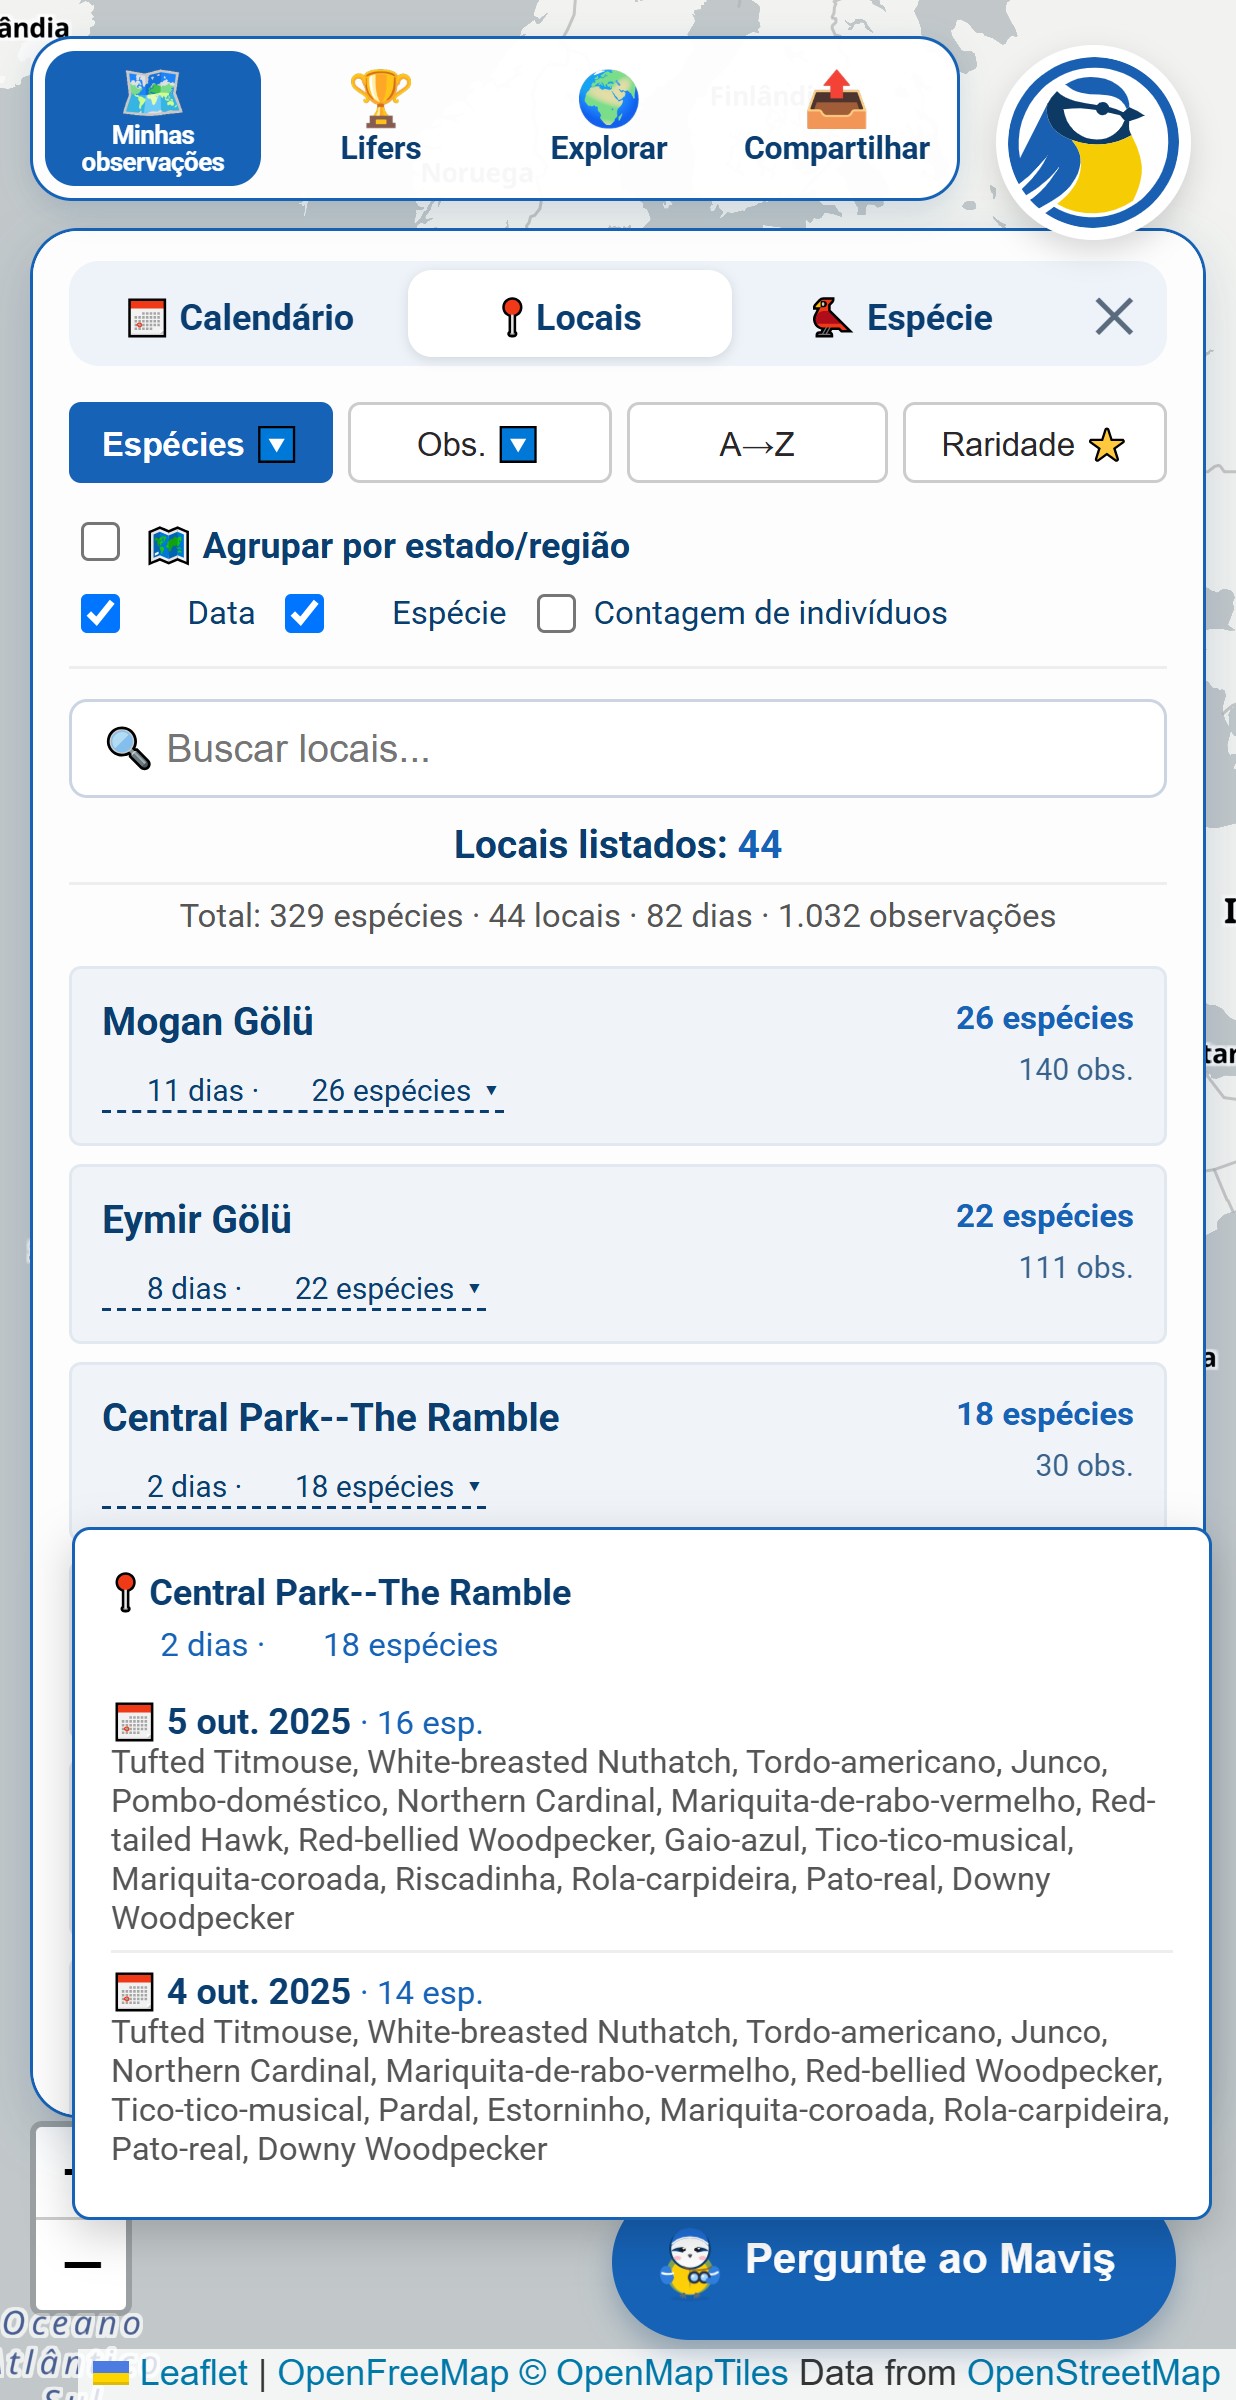 ândia
Minhas
observações
Lifers
Explorar
Compartilhar
Finlândi
Noruega
Calendário
Locais
Espécie
Espécies
Obs.
A→Z
Raridade
Agrupar por estado/região
Data
Espécie
Contagem de indivíduos
Buscar locais...
Locais listados: 44
Total: 329 espécies · 44 locais · 82 dias · 1.032 observações
Mogan Gölü
26 espécies
140 obs.
11 dias · 26 espécies ▾
Eymir Gölü
22 espécies
111 obs.
8 dias · 22 espécies ▾
Central Park--The Ramble
18 espécies
30 obs.
2 dias · 18 espécies ▾
Central Park--The Ramble
2 dias · 18 espécies
5 out. 2025 · 16 esp.
Tufted Titmouse, White-breasted Nuthatch, Tordo-americano, Junco,
Pombo-doméstico, Northern Cardinal, Mariquita-de-rabo-vermelho, Red-
tailed Hawk, Red-bellied Woodpecker, Gaio-azul, Tico-tico-musical,
Mariquita-coroada, Riscadinha, Rola-carpideira, Pato-real, Downy
Woodpecker
4 out. 2025 · 14 esp.
Tufted Titmouse, White-breasted Nuthatch, Tordo-americano, Junco,
Northern Cardinal, Mariquita-de-rabo-vermelho, Red-bellied Woodpecker,
Tico-tico-musical, Pardal, Estorninho, Mariquita-coroada, Rola-carpideira,
Pato-real, Downy Woodpecker
Pergunte ao Maviş
Oceano
Leaflet | OpenFreeMap © OpenMapTiles Data from OpenStreetMap